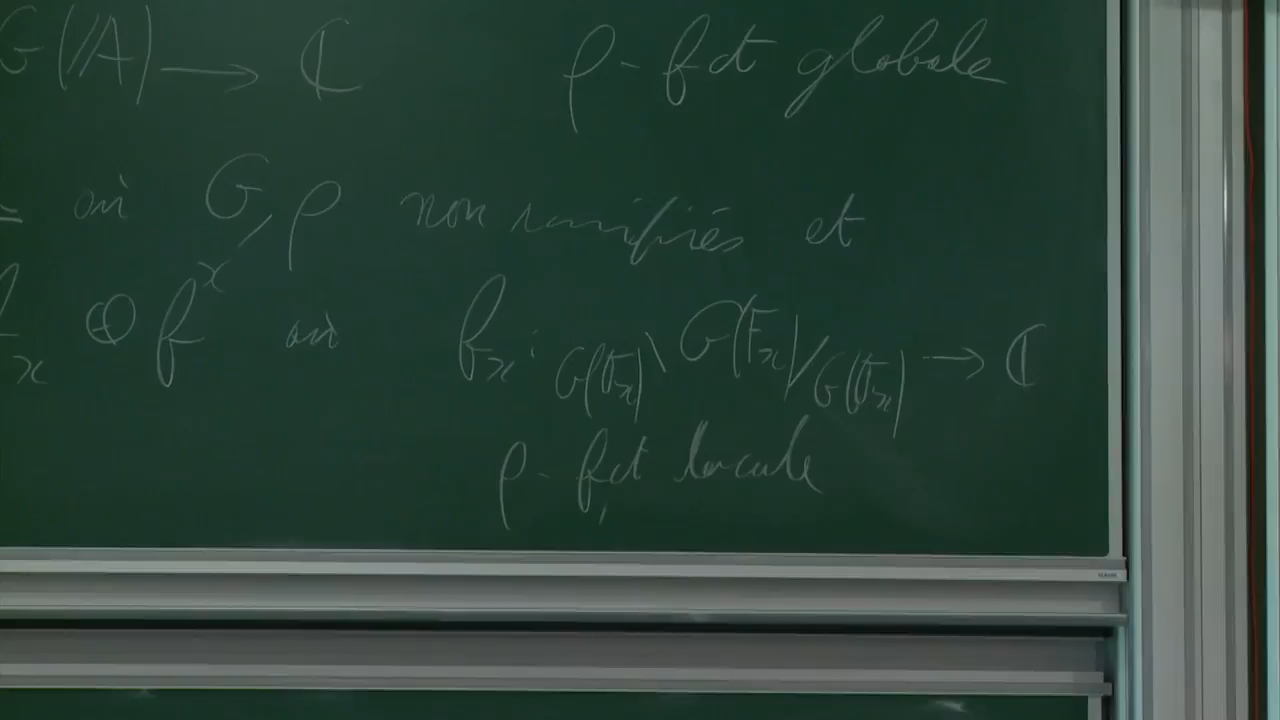 G(𝔸) → ℂ ρ-fct globale
où G, ρ non ramifiés et
x ⊗ f^x où f_x : G(O_x)\G(F_x)/G(O_x) → ℂ
ρ-fct locale